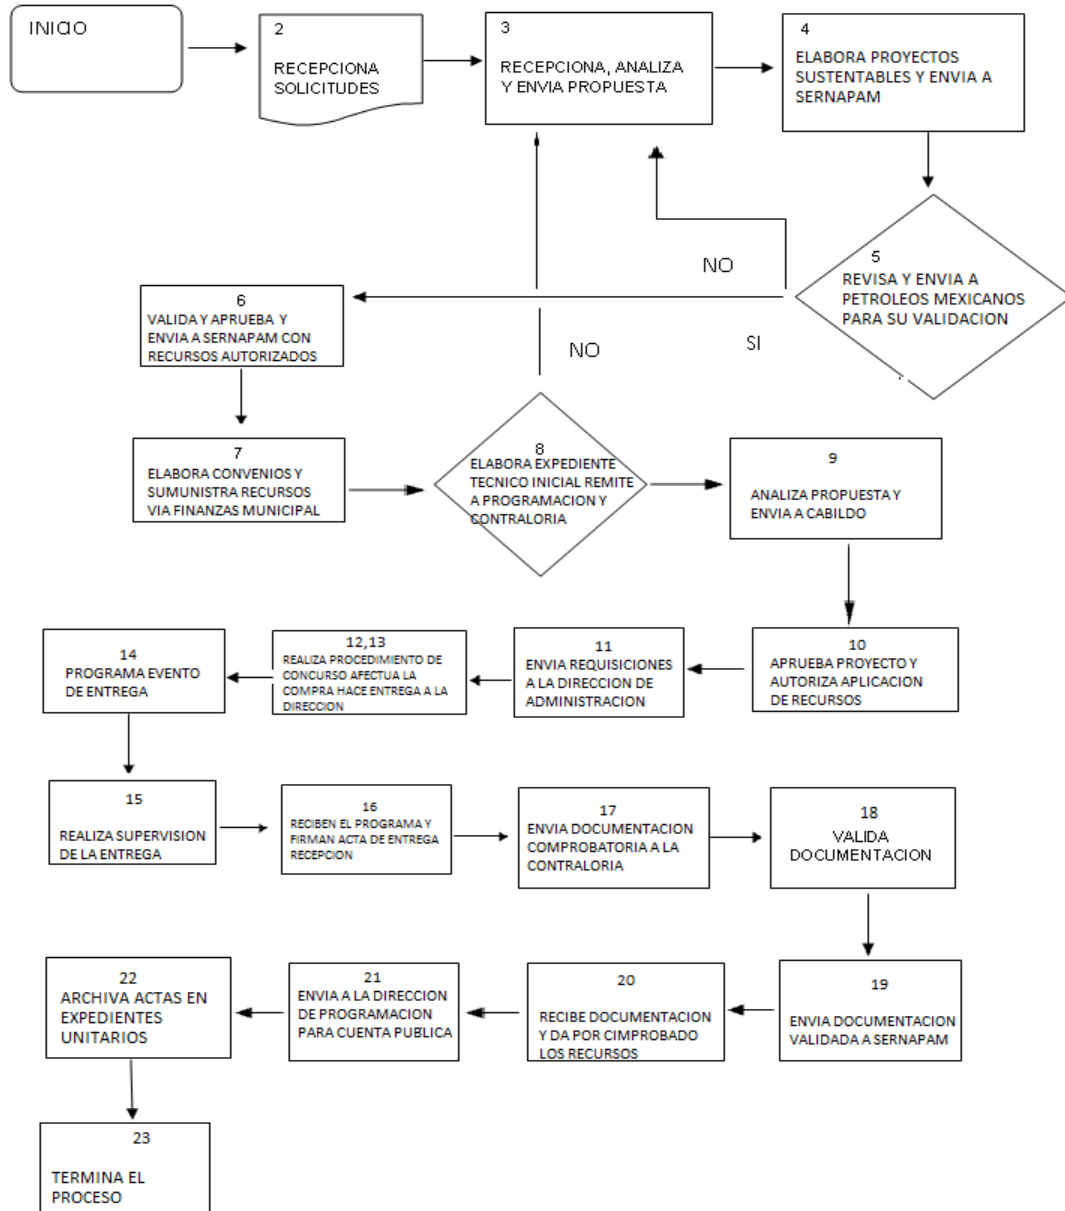 INICIO
2
RECEPCIONA
SOLICITUDES
3
RECEPCIONA, ANALIZA
Y ENVIA PROPUESTA
4
ELABORA PROYECTOS
SUSTENTABLES Y ENVIA A
SERNAPAM
5
REVISA Y ENVIA A
PETROLEOS MEXICANOS
PARA SU VALIDACION
NO
SI
6
VALIDA Y APRUEBA Y
ENVIA A SERNAPAM CON
RECURSOS AUTORIZADOS
NO
7
ELABORA CONVENIOS Y
SUMUNISTRA RECURSOS
VIA FINANZAS MUNICIPAL
8
ELABORA EXPEDIENTE
TECNICO INICIAL REMITE
A PROGRAMACION Y
CONTRALORIA
9
ANALIZA PROPUESTA Y
ENVIA A CABILDO
10
APRUEBA PROYECTO Y
AUTORIZA APLICACION
DE RECURSOS
11
ENVIA REQUISICIONES
A LA DIRECCION DE
ADMINISTRACION
12,13
REALIZA PROCEDIMIENTO DE
CONCURSO AFECTUA LA
COMPRA HACE ENTREGA A LA
DIRECCION
14
PROGRAMA EVENTO
DE ENTREGA
15
REALIZA SUPERVISION
DE LA ENTREGA
16
RECIBEN EL PROGRAMA Y
FIRMAN ACTA DE ENTREGA
RECEPCION
17
ENVIA DOCUMENTACION
COMPROBATORIA A LA
CONTRALORIA
18
VALIDA
DOCUMENTACION
19
ENVIA DOCUMENTACION
VALIDADA A SERNAPAM
20
RECIBE DOCUMENTACION
Y DA POR CIMPROBADO
LOS RECURSOS
21
ENVIA A LA DIRECCION
DE PROGRAMACION
PARA CUENTA PUBLICA
22
ARCHIVA ACTAS EN
EXPEDIENTES
UNITARIOS
23
TERMINA EL
PROCESO